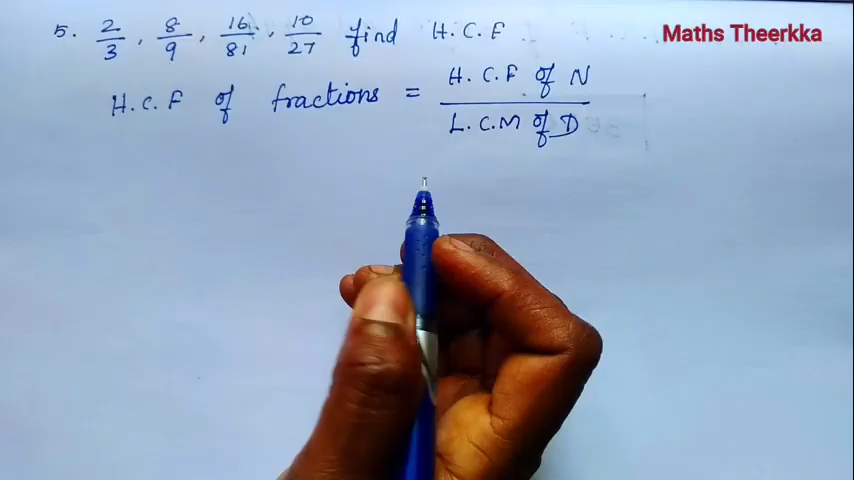 5. 2/3, 8/9, 16/81, 10/27 find H.C.F
Maths Theerkka
H.C.F of fractions = H.C.F of N / L.C.M of D